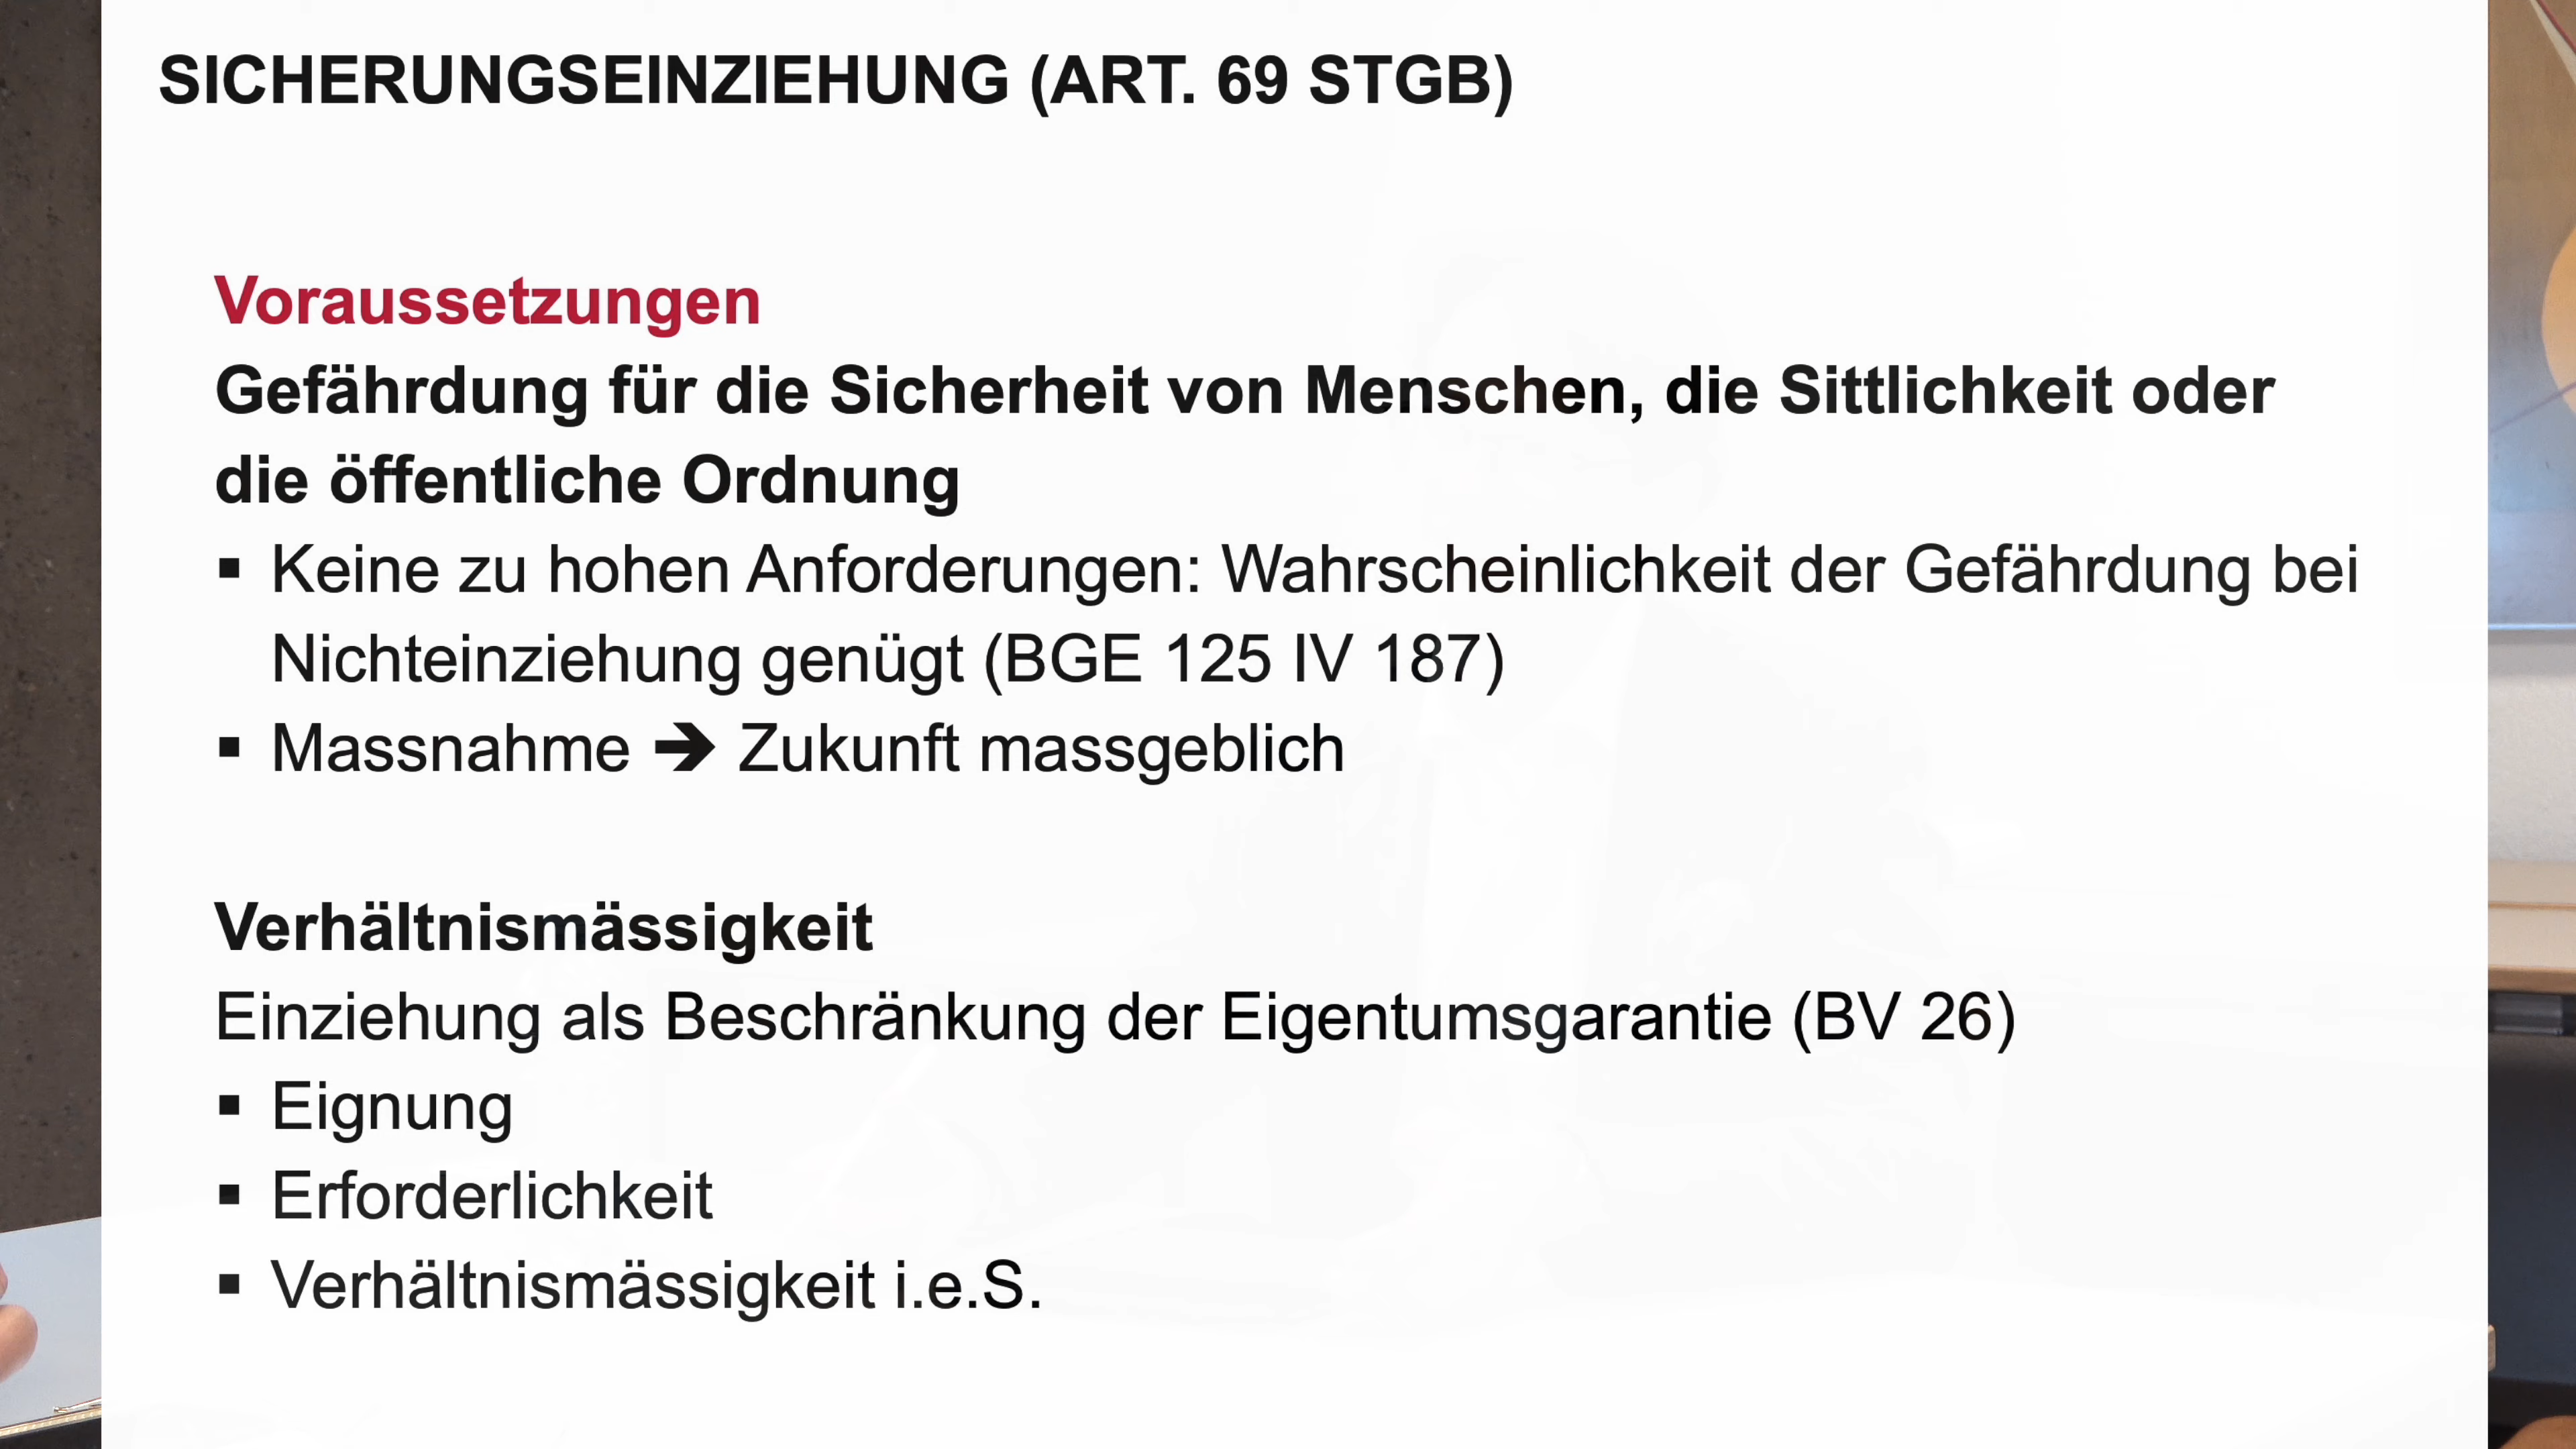 SICHERUNGSEINZIEHUNG (ART. 69 STGB)
Voraussetzungen
Gefährdung für die Sicherheit von Menschen, die Sittlichkeit oder
die öffentliche Ordnung
▪ Keine zu hohen Anforderungen: Wahrscheinlichkeit der Gefährdung bei
Nichteinziehung genügt (BGE 125 IV 187)
▪ Massnahme ➔ Zukunft massgeblich
Verhältnismässigkeit
Einziehung als Beschränkung der Eigentumsgarantie (BV 26)
▪ Eignung
▪ Erforderlichkeit
▪ Verhältnismässigkeit i.e.S.